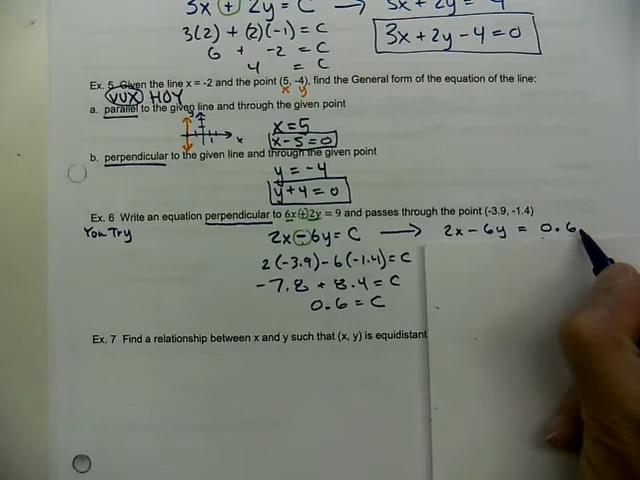 3x + 2y = C → 3x + 2y = 4
3(2) + (2)(-1) = C
6 + -2 = C
4 = C
3x + 2y - 4 = 0
Ex. 5 Given the line x = -2 and the point (5, -4), find the General form of the equation of the line:
VUX HOY x y
a. parallel to the given line and through the given point
y x
x = 5
x - 5 = 0
b. perpendicular to the given line and through the given point
y = -4
y + 4 = 0
Ex. 6 Write an equation perpendicular to 6x + 2y = 9 and passes through the point (-3.9, -1.4)
You Try 2x - 6y = C → 2x - 6y = 0.6
2(-3.9) - 6(-1.4) = C
-7.8 + 8.4 = C
0.6 = C
Ex. 7 Find a relationship between x and y such that (x, y) is equidistant